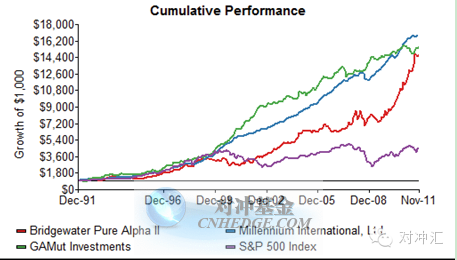 Cumulative Performance
Growth of $1,000
$18,000
$16,200
$14,400
$12,600
$10,800
$9,000
$7,200
$5,400
$3,600
$1,800
$0
Dec-91
Dec-96
Dec-99
Dec-02
Dec-05
Dec-08
Nov-11
对冲基金
CNHEDGE.COM
Bridgewater Pure Alpha II
Millennium International, Ltd.
GAMut Investments
S&P 500 Index
对冲汇